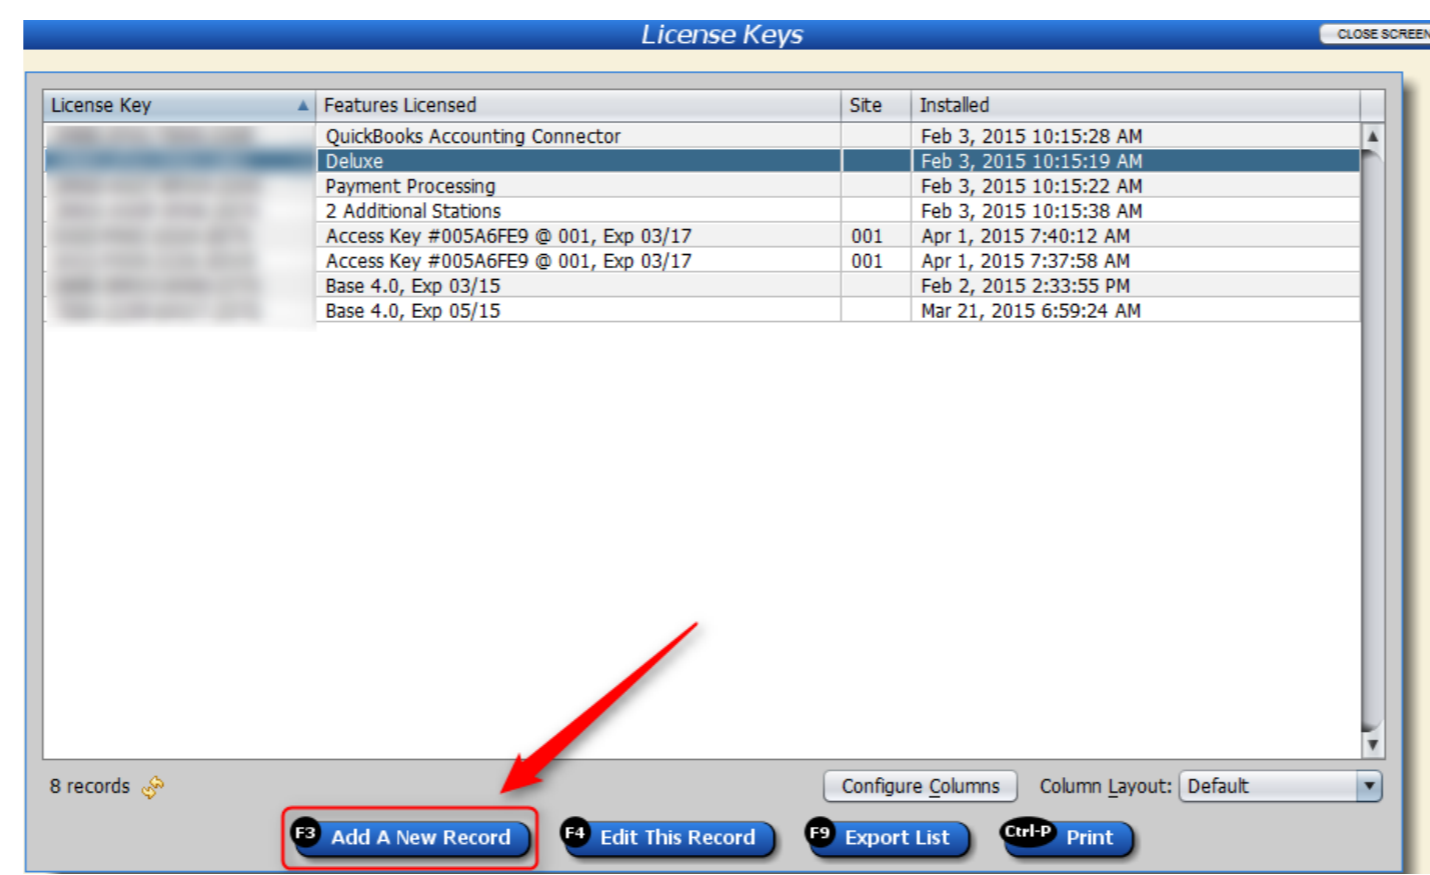 License Keys
CLOSE SCREEN
License Key Features Licensed Site Installed
QuickBooks Accounting Connector Feb 3, 2015 10:15:28 AM
Deluxe Feb 3, 2015 10:15:19 AM
Payment Processing Feb 3, 2015 10:15:22 AM
2 Additional Stations Feb 3, 2015 10:15:38 AM
Access Key #005A6FE9 @ 001, Exp 03/17 001 Apr 1, 2015 7:40:12 AM
Access Key #005A6FE9 @ 001, Exp 03/17 001 Apr 1, 2015 7:37:58 AM
Base 4.0, Exp 03/15 Feb 2, 2015 2:33:55 PM
Base 4.0, Exp 05/15 Mar 21, 2015 6:59:24 AM
8 records Configure Columns Column Layout: Default
F3 Add A New Record F4 Edit This Record F9 Export List Ctrl-P Print